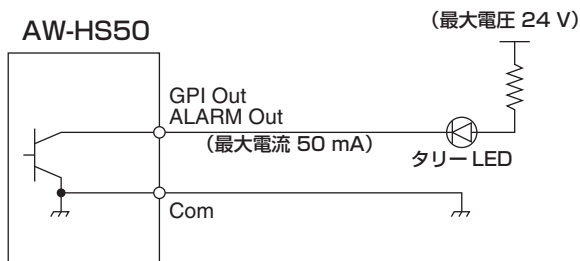 （最大電圧 24 V）
AW-HS50
GPI Out
ALARM Out
（最大電流 50 mA）
タリー LED
Com